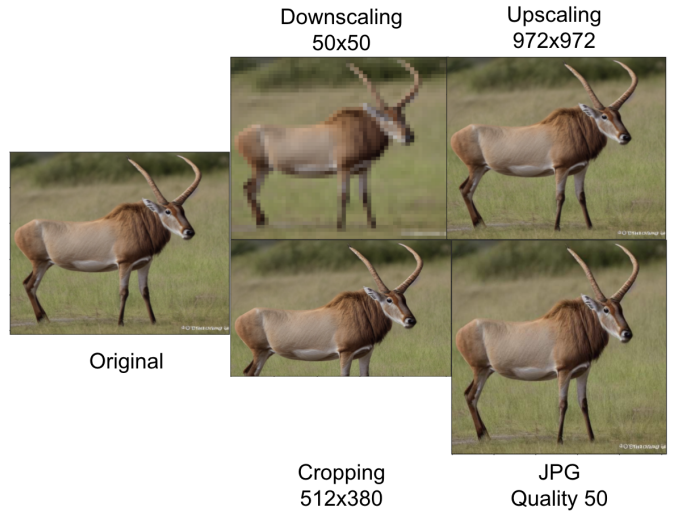 Downscaling
50x50
Upscaling
972x972
Original
Cropping
512x380
JPG
Quality 50